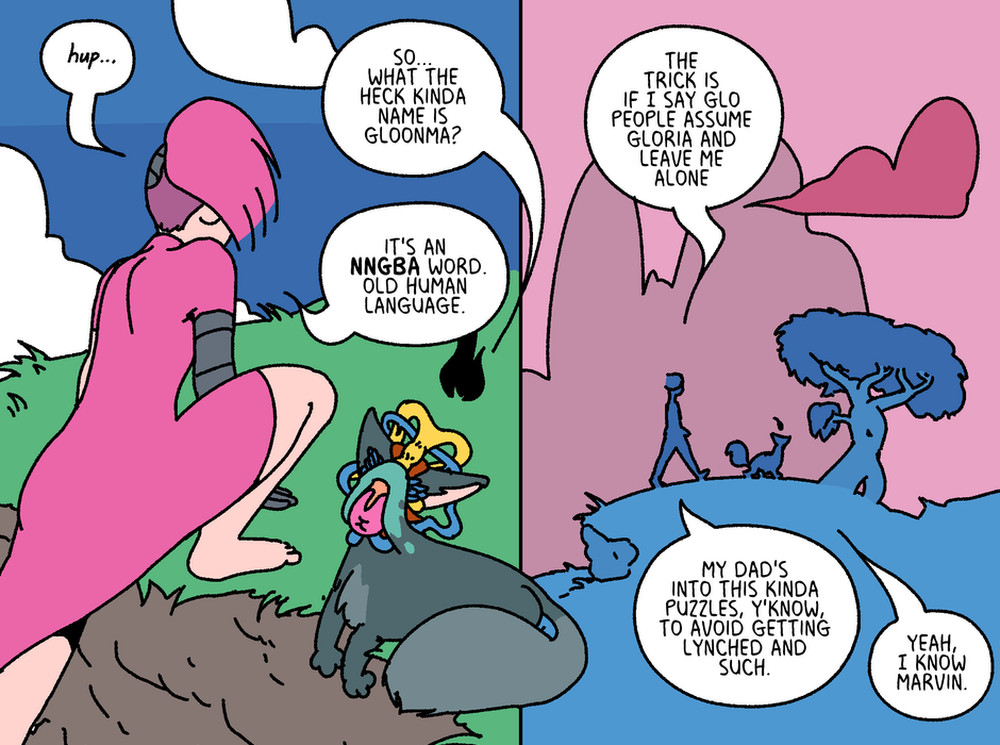 hup...
SO...
WHAT THE
HECK KINDA
NAME IS
GLOONMA?
IT'S AN
NNGBA WORD.
OLD HUMAN
LANGUAGE.
THE
TRICK IS
IF I SAY GLO
PEOPLE ASSUME
GLORIA AND
LEAVE ME
ALONE
MY DAD'S
INTO THIS KINDA
PUZZLES, Y'KNOW,
TO AVOID GETTING
LYNCHED AND
SUCH.
YEAH,
I KNOW
MARVIN.